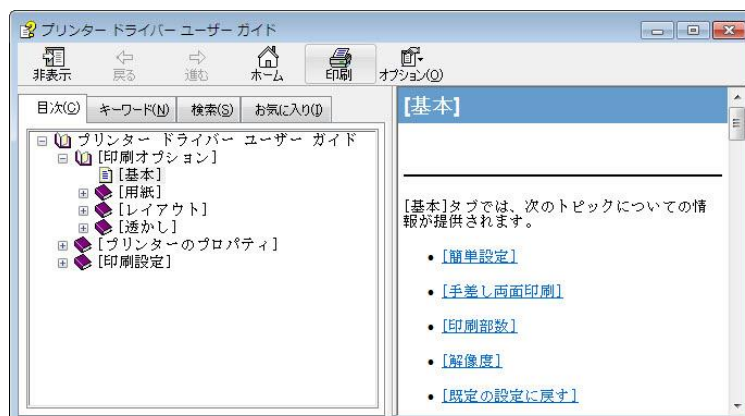 プリンター ドライバー ユーザー ガイド
非表示 戻る 進む ホーム 印刷 オプション(O)
目次(C) キーワード(N) 検索(S) お気に入り(I)
プリンター ドライバー ユーザー ガイド
[印刷オプション]
[基本]
[用紙]
[レイアウト]
[透かし]
[プリンターのプロパティ]
[印刷設定]
[基本]
[基本]タブでは、次のトピックについての情
報が提供されます。
• [簡単設定]
• [手差し両面印刷]
• [印刷部数]
• [解像度]
• [既定の設定に戻す]